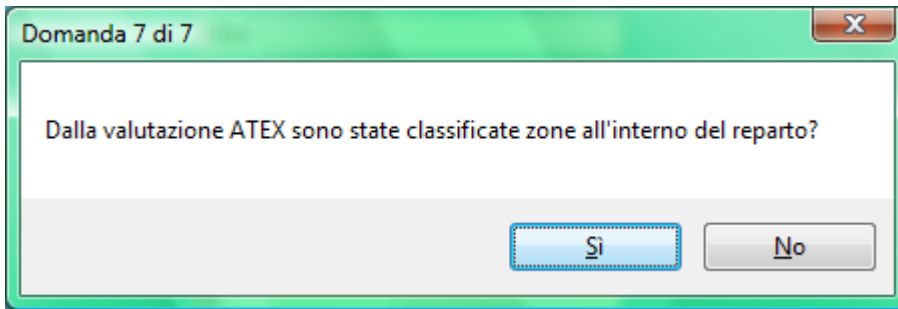 Domanda 7 di 7
Dalla valutazione ATEX sono state classificate zone all'interno del reparto?
Sì
No